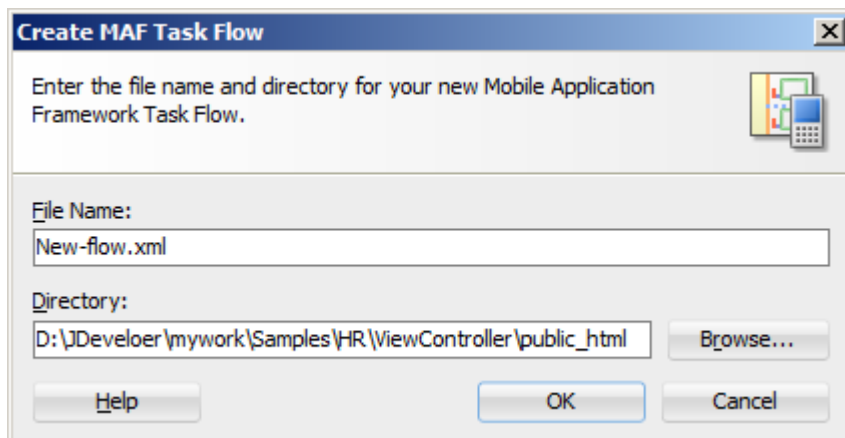 Create MAF Task Flow
Enter the file name and directory for your new Mobile Application
Framework Task Flow.
File Name:
New-flow.xml
Directory:
D:\JDeveloer\mywork\Samples\HR\ViewController\public_html
Browse...
Help
OK
Cancel